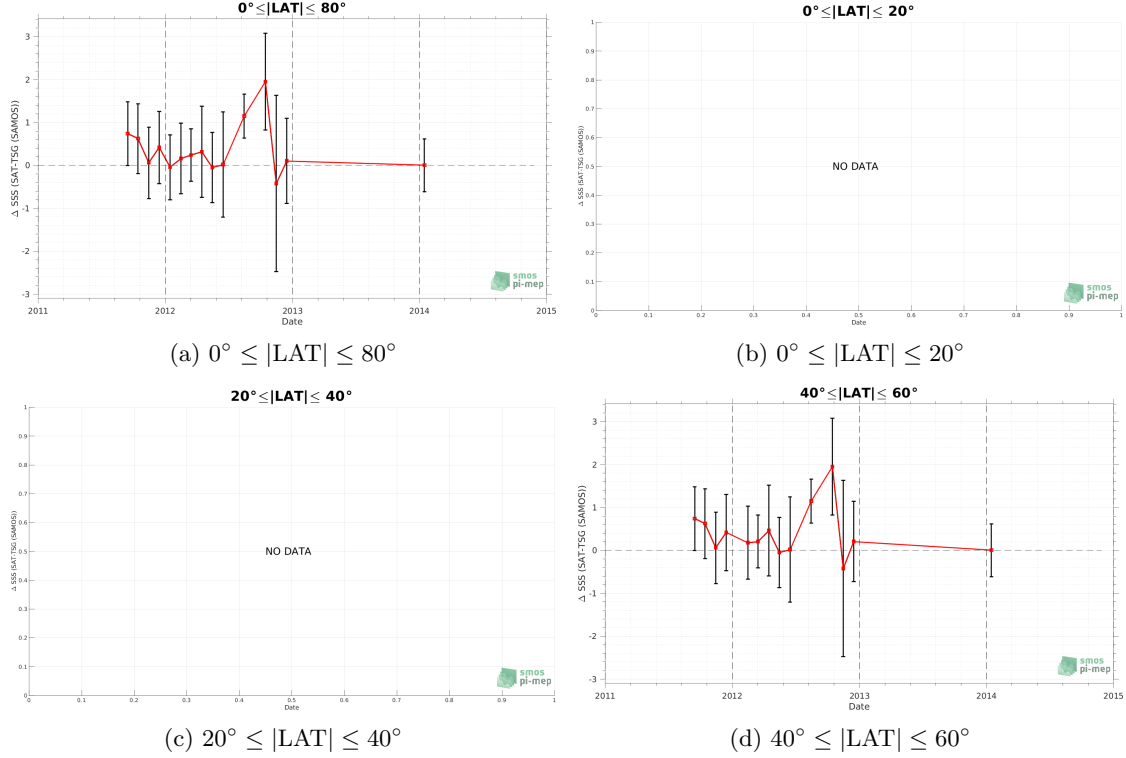 0°≤|LAT|≤ 80°
Δ SSS (SAT-TSG (SAMOS))
3
2
1
0
-1
-2
-3
2011
2012
2013
2014
2015
Date
smos
pi-mep
(a) 0° ≤ |LAT| ≤ 80°
0°≤|LAT|≤ 20°
Δ SSS (SAT-TSG (SAMOS))
1
0.9
0.8
0.7
0.6
0.5
0.4
0.3
0.2
0.1
0
NO DATA
0
0.1
0.2
0.3
0.4
0.5
0.6
0.7
0.8
0.9
1
Date
smos
pi-mep
(b) 0° ≤ |LAT| ≤ 20°
20°≤|LAT|≤ 40°
Δ SSS (SAT-TSG (SAMOS))
1
0.9
0.8
0.7
0.6
0.5
0.4
0.3
0.2
0.1
0
NO DATA
0
0.1
0.2
0.3
0.4
0.5
0.6
0.7
0.8
0.9
1
Date
smos
pi-mep
(c) 20° ≤ |LAT| ≤ 40°
40°≤|LAT|≤ 60°
Δ SSS (SAT-TSG (SAMOS))
3
2
1
0
-1
-2
-3
2011
2012
2013
2014
2015
Date
smos
pi-mep
(d) 40° ≤ |LAT| ≤ 60°